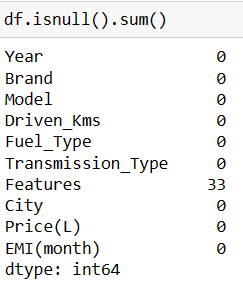 df.isnull().sum()
Year 0
Brand 0
Model 0
Driven_Kms 0
Fuel_Type 0
Transmission_Type 0
Features 33
City 0
Price(L) 0
EMI(month) 0
dtype: int64